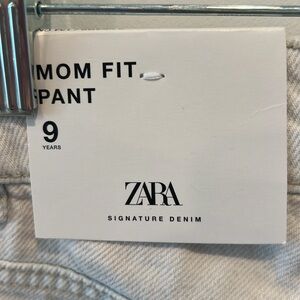 MOM FIT
PANT
9
YEARS
ZARA
SIGNATURE DENIM